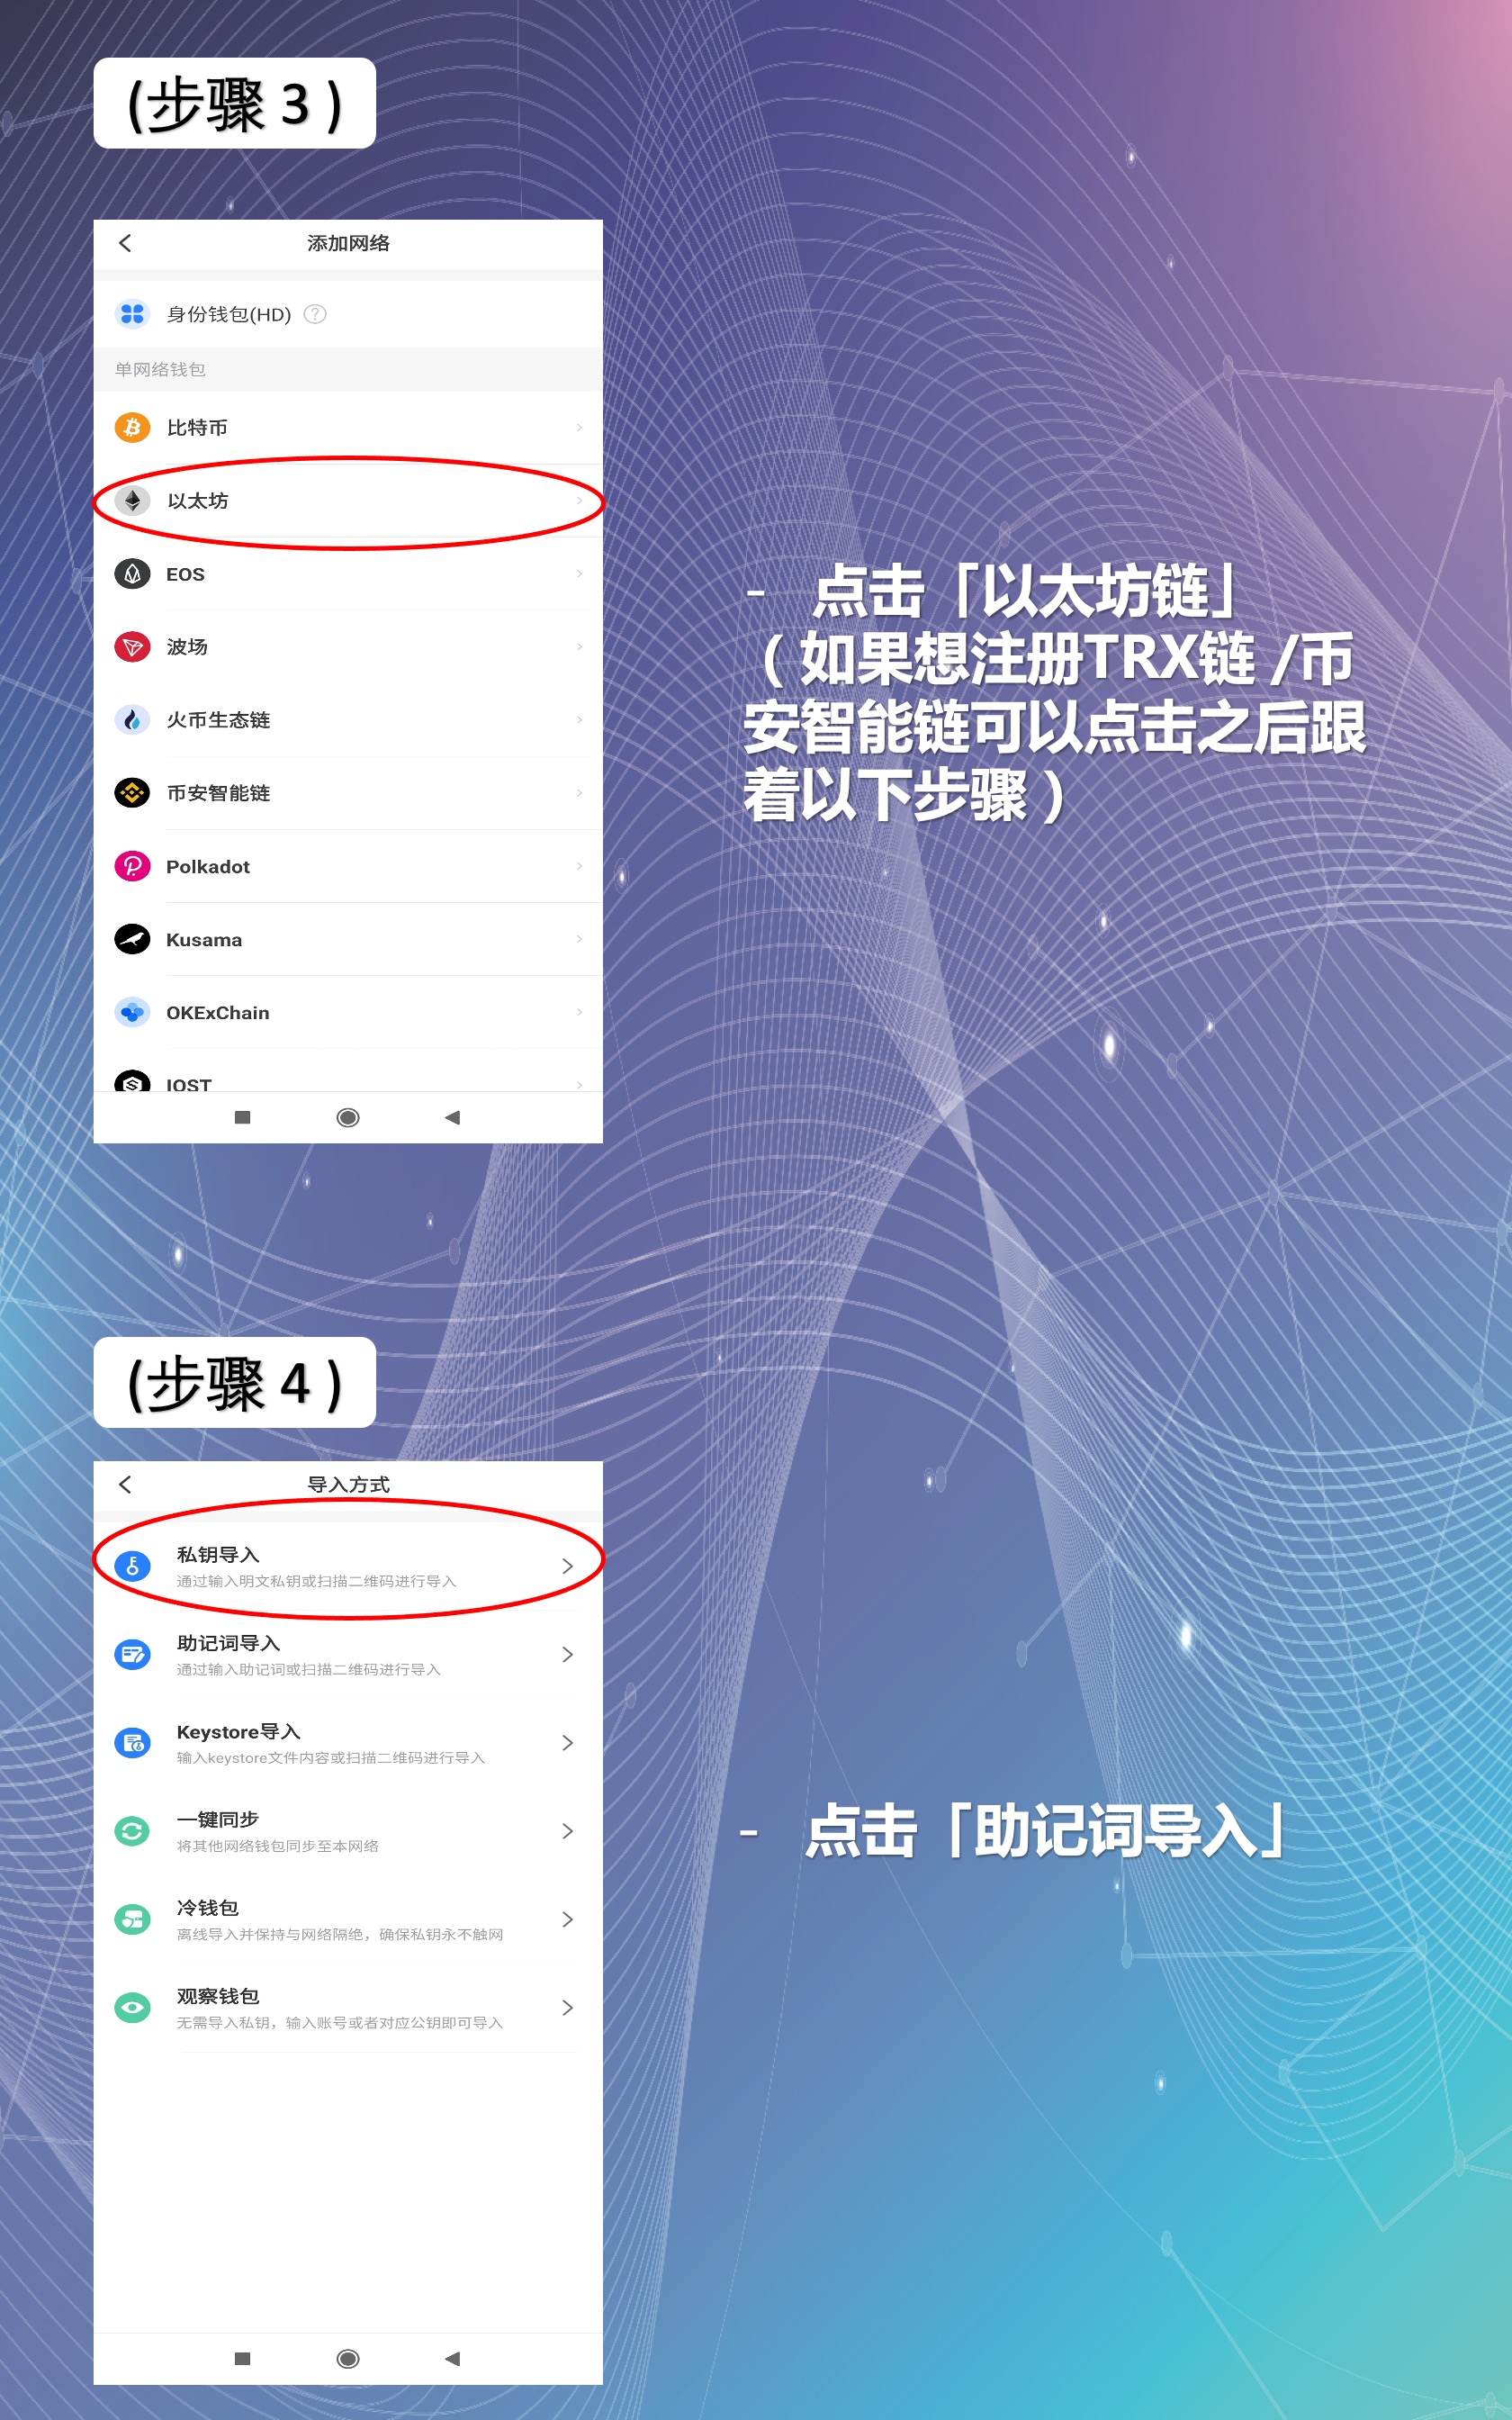 (步骤 3 )
添加网络
身份钱包(HD) ?
单网络钱包
比特币
以太坊
EOS
波场
火币生态链
币安智能链
Polkadot
Kusama
OKExChain
IOST
- 点击「以太坊链」
( 如果想注册TRX链 /币
安智能链可以点击之后跟
着以下步骤 )
(步骤 4 )
导入方式
私钥导入
通过输入明文私钥或扫描二维码进行导入
助记词导入
通过输入助记词或扫描二维码进行导入
Keystore导入
输入keystore文件内容或扫描二维码进行导入
一键同步
将其他网络钱包同步至本网络
冷钱包
离线导入并保持与网络隔绝，确保私钥永不触网
观察钱包
无需导入私钥，输入账号或者对应公钥即可导入
- 点击「助记词导入」